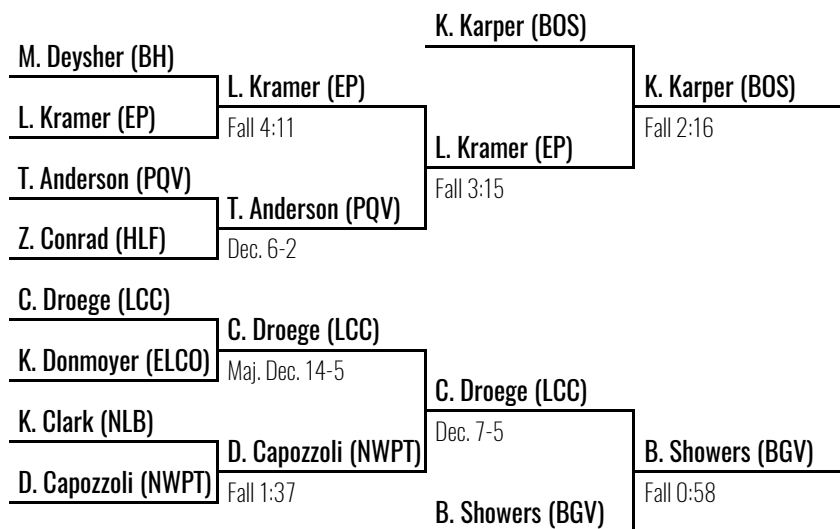 K. Karper (BOS)
M. Deysher (BH)
L. Kramer (EP)
K. Karper (BOS)
L. Kramer (EP)
Fall 4:11
Fall 2:16
L. Kramer (EP)
T. Anderson (PQV)
Fall 3:15
T. Anderson (PQV)
Z. Conrad (HLF)
Dec. 6-2
C. Droege (LCC)
C. Droege (LCC)
K. Donmoyer (ELCO)
Maj. Dec. 14-5
C. Droege (LCC)
K. Clark (NLB)
Dec. 7-5
D. Capozzoli (NWPT)
B. Showers (BGV)
D. Capozzoli (NWPT)
Fall 1:37
Fall 0:58
B. Showers (BGV)